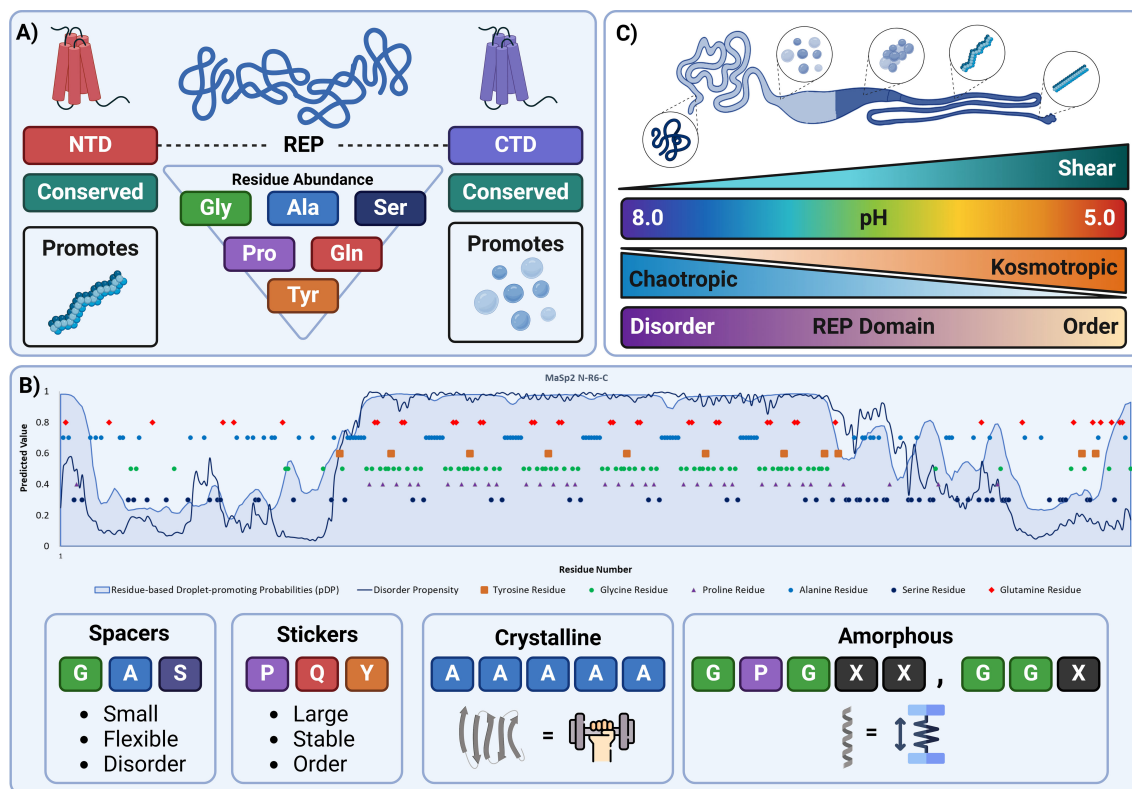 A)
NTD
REP
CTD
Conserved
Residue Abundance
Conserved
Gly
Ala
Ser
Pro
Gln
Tyr
Promotes
Promotes
C)
Shear
8.0
pH
5.0
Chaotropic
Kosmotropic
Disorder
REP Domain
Order
B)
MaSp2 N-R6-C
Predicted Value
1
0.8
0.6
0.4
0.2
0
1
Residue Number
Residue-based Droplet-promoting Probabilities (pDP)
Disorder Propensity
Tyrosine Residue
Glycine Residue
Proline Redidue
Alanine Residue
Serine Residue
Glutamine Residue
Spacers
G A S
• Small
• Flexible
• Disorder
Stickers
P Q Y
• Large
• Stable
• Order
Crystalline
A A A A A
=
Amorphous
G P G X X , G G X
=